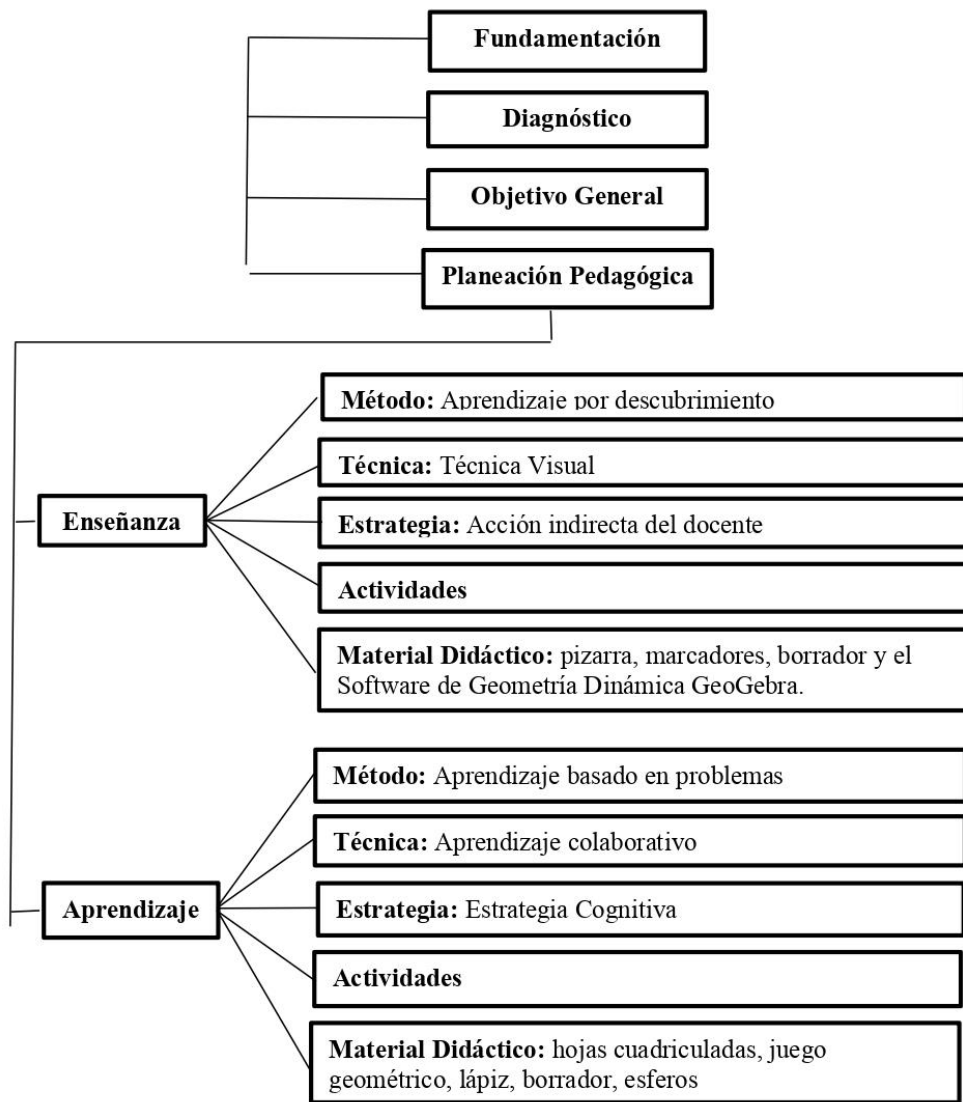 Fundamentación
Diagnóstico
Objetivo General
Planeación Pedagógica
Enseñanza
Método: Aprendizaje por descubrimiento
Técnica: Técnica Visual
Estrategia: Acción indirecta del docente
Actividades
Material Didáctico: pizarra, marcadores, borrador y el
Software de Geometría Dinámica GeoGebra.
Aprendizaje
Método: Aprendizaje basado en problemas
Técnica: Aprendizaje colaborativo
Estrategia: Estrategia Cognitiva
Actividades
Material Didáctico: hojas cuadriculadas, juego
geométrico, lápiz, borrador, esferos